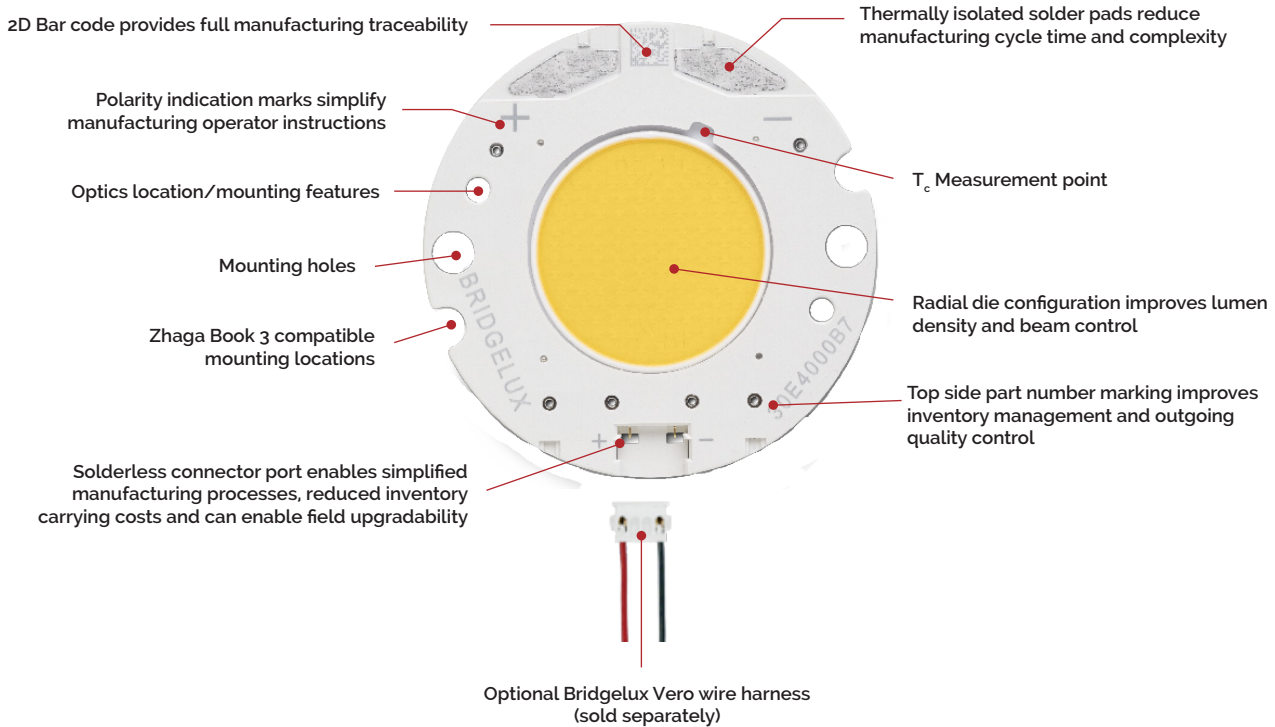 2D Bar code provides full manufacturing traceability
Thermally isolated solder pads reduce
manufacturing cycle time and complexity
Polarity indication marks simplify
manufacturing operator instructions
+
−
Optics location/mounting features
Tc Measurement point
Mounting holes
BRIDGELUX
Radial die configuration improves lumen
density and beam control
Zhaga Book 3 compatible
mounting locations
30E4000B7
Top side part number marking improves
inventory management and outgoing
quality control
+
−
Solderless connector port enables simplified
manufacturing processes, reduced inventory
carrying costs and can enable field upgradability
Optional Bridgelux Vero wire harness
(sold separately)